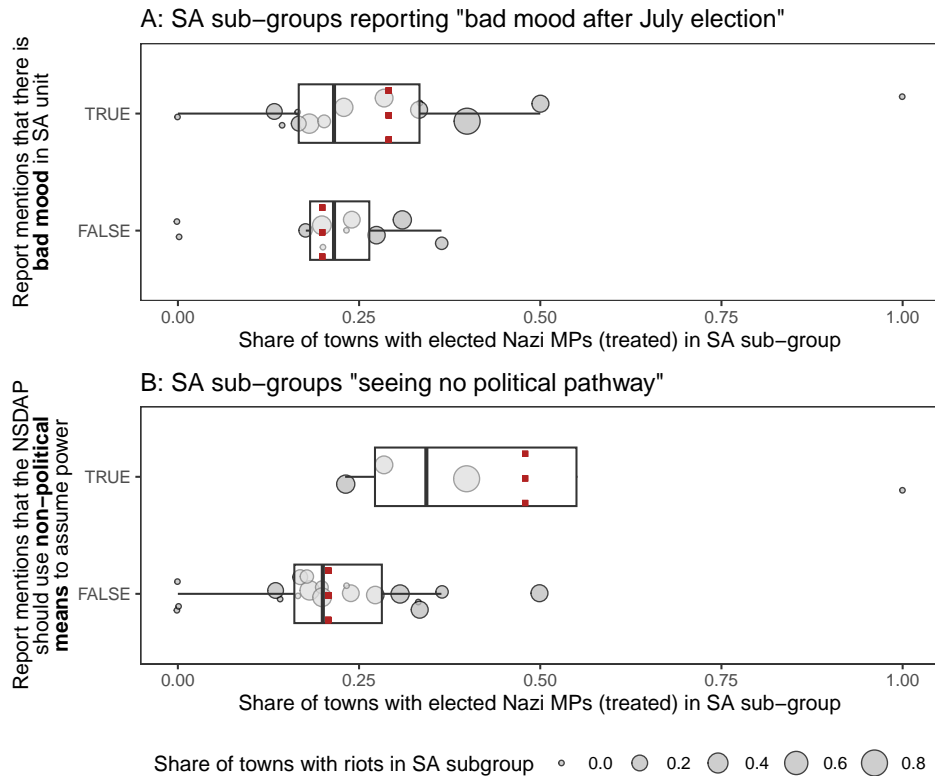 A: SA sub−groups reporting "bad mood after July election"
Report mentions that there is
bad mood in SA unit
TRUE
FALSE
0.00 0.25 0.50 0.75 1.00
Share of towns with elected Nazi MPs (treated) in SA sub−group
B: SA sub−groups "seeing no political pathway"
Report mentions that the NSDAP
should use non−political
means to assume power
TRUE
FALSE
0.00 0.25 0.50 0.75 1.00
Share of towns with elected Nazi MPs (treated) in SA sub−group
Share of towns with riots in SA subgroup 0.0 0.2 0.4 0.6 0.8